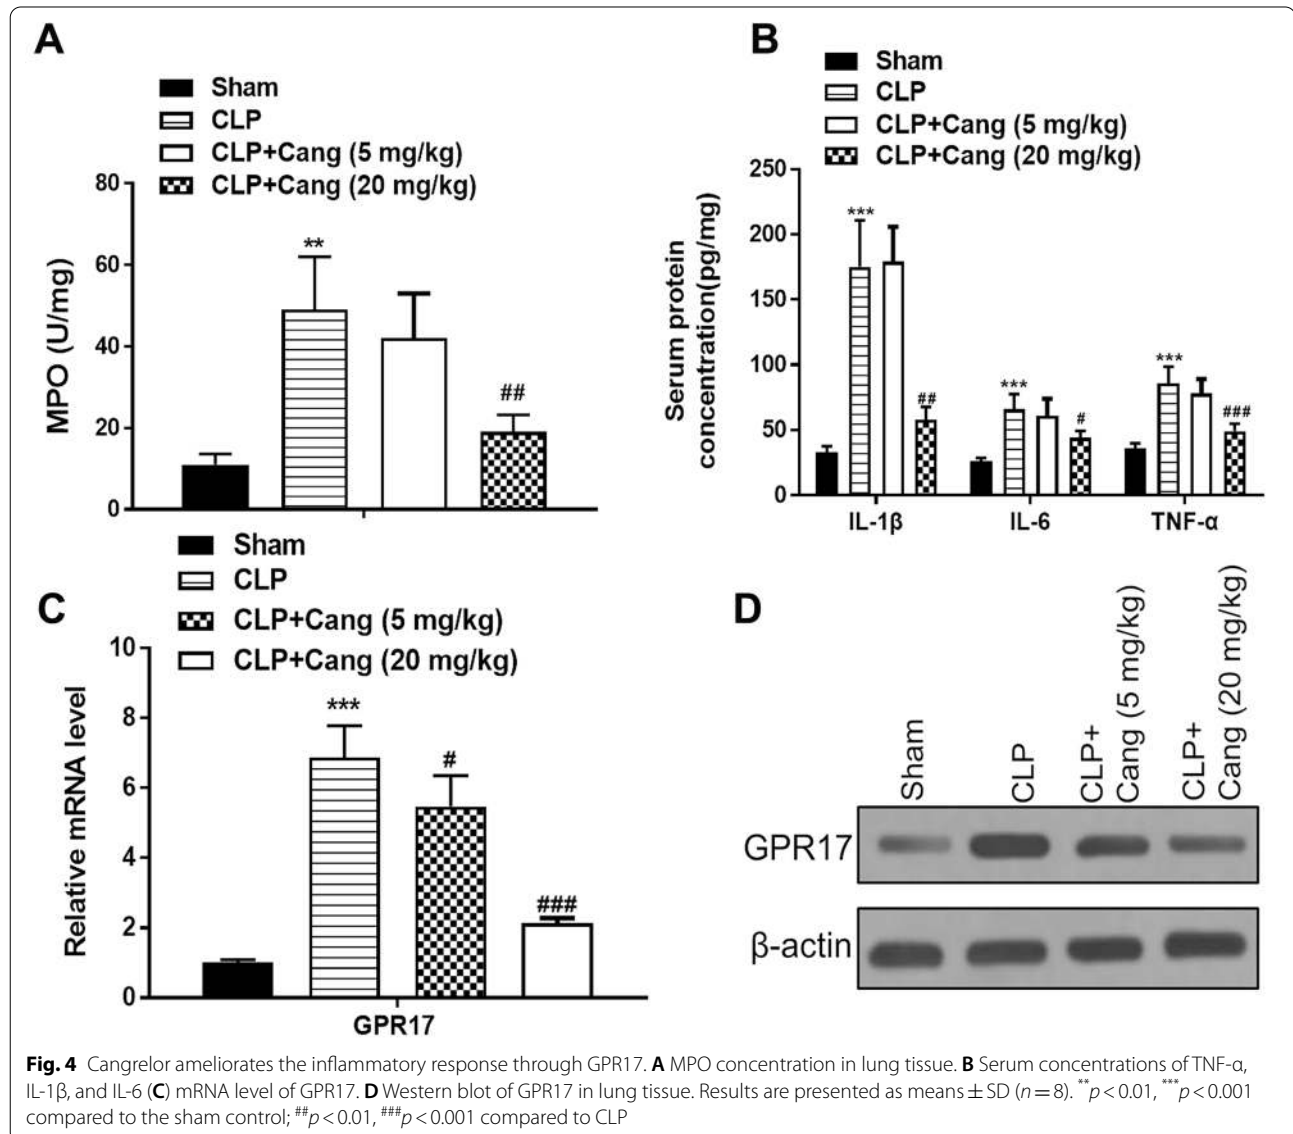 A
Sham
CLP
CLP+Cang (5 mg/kg)
CLP+Cang (20 mg/kg)
80
60
40
20
0
MPO (U/mg)
**
##
B
Sham
CLP
CLP+Cang (5 mg/kg)
CLP+Cang (20 mg/kg)
250
200
150
100
50
0
Serum protein
concentration(pg/mg)
***
##
***
#
***
###
IL-1β IL-6 TNF-α
C
Sham
CLP
CLP+Cang (5 mg/kg)
CLP+Cang (20 mg/kg)
10
8
6
4
2
0
Relative mRNA level
***
#
###
GPR17
D
Sham
CLP
CLP+
Cang (5 mg/kg)
CLP+
Cang (20 mg/kg)
GPR17
β-actin
Fig. 4 Cangrelor ameliorates the inflammatory response through GPR17. A MPO concentration in lung tissue. B Serum concentrations of TNF-α,
IL-1β, and IL-6 (C) mRNA level of GPR17. D Western blot of GPR17 in lung tissue. Results are presented as means ± SD (n = 8). **p < 0.01, ***p < 0.001
compared to the sham control; ##p < 0.01, ###p < 0.001 compared to CLP